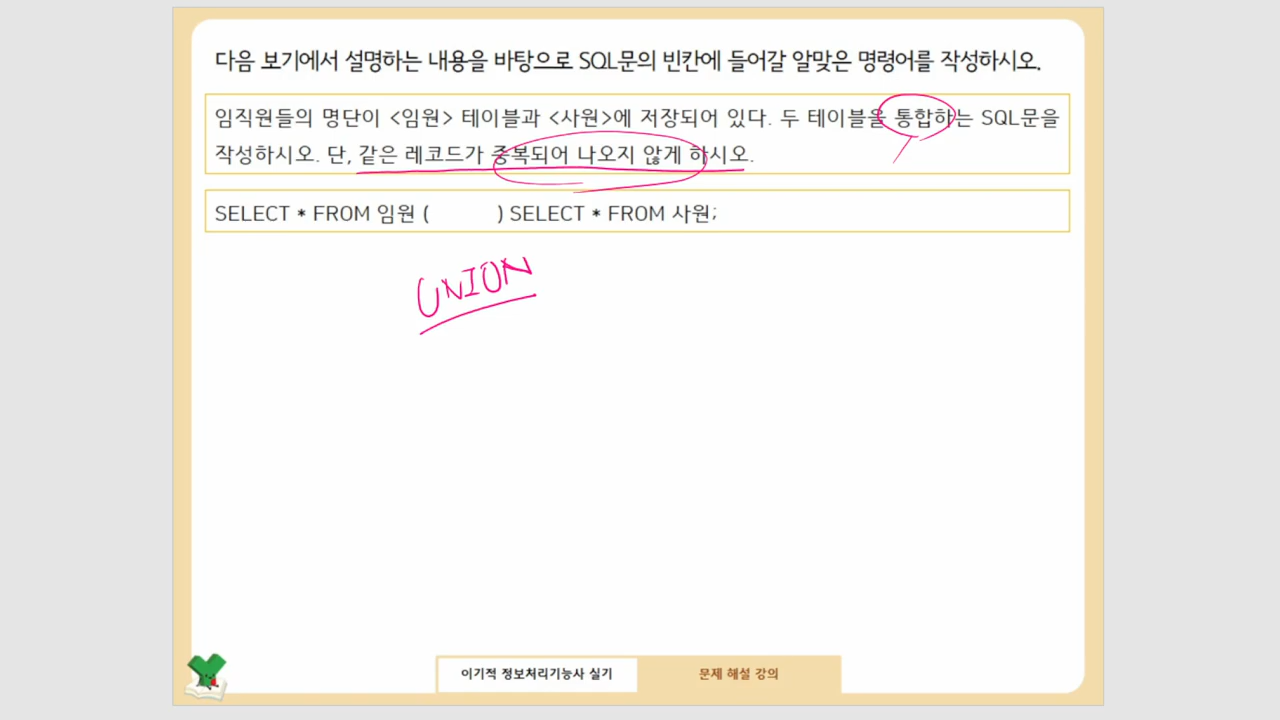 다음 보기에서 설명하는 내용을 바탕으로 SQL문의 빈칸에 들어갈 알맞은 명령어를 작성하시오.
임직원들의 명단이 <임원> 테이블과 <사원>에 저장되어 있다. 두 테이블을 통합하는 SQL문을
작성하시오. 단, 같은 레코드가 중복되어 나오지 않게 하시오.
SELECT * FROM 임원 (          ) SELECT * FROM 사원;
UNION
이기적 정보처리기능사 실기
문제 해설 강의